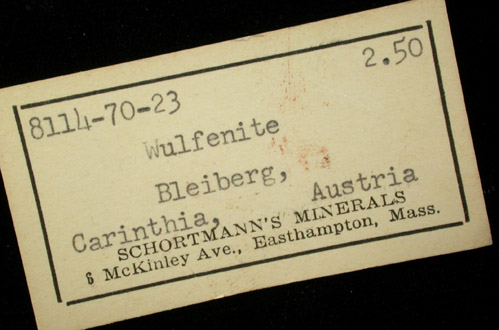 8114-70-23 2.50
Wulfenite
Bleiberg,
Carinthia, Austria
SCHORTMANN'S MINERALS
6 McKinley Ave., Easthampton, Mass.